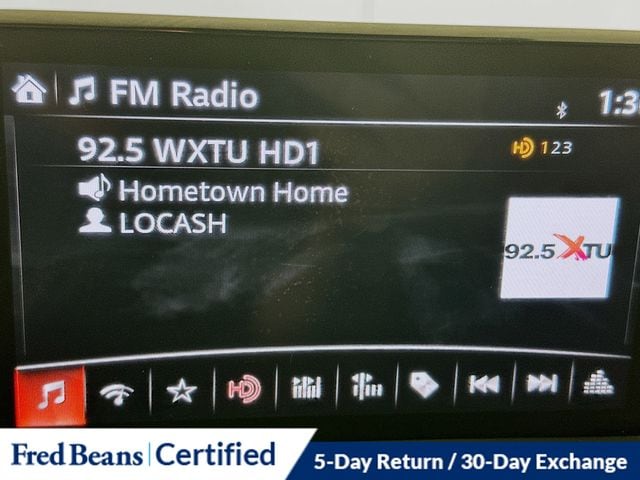 FM Radio
1:3
92.5 WXTU HD1
HD 123
Hometown Home
LOCASH
92.5 XTU
HD
Fred Beans | Certified
5-Day Return / 30-Day Exchange